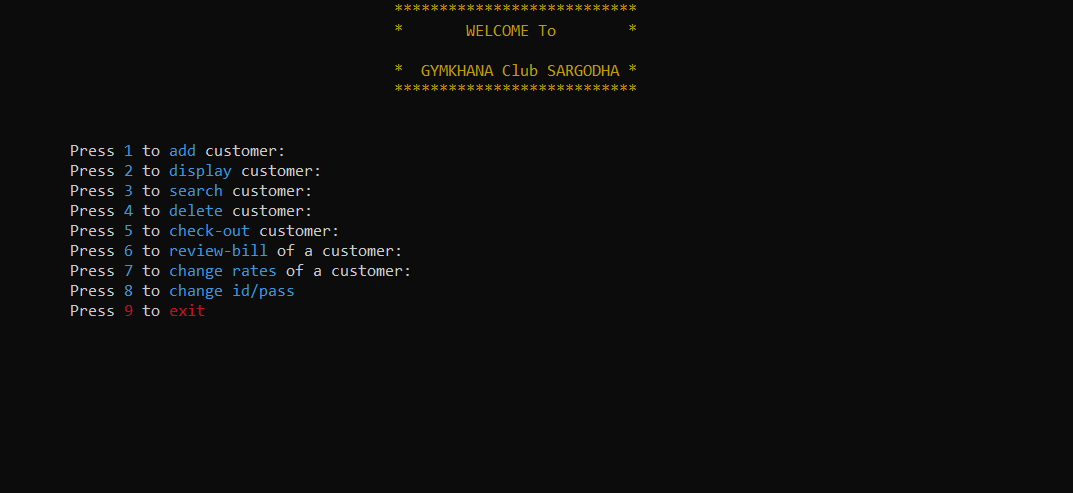 ***************************
* WELCOME To *
* GYMKHANA Club SARGODHA *
***************************
Press 1 to add customer:
Press 2 to display customer:
Press 3 to search customer:
Press 4 to delete customer:
Press 5 to check-out customer:
Press 6 to review-bill of a customer:
Press 7 to change rates of a customer:
Press 8 to change id/pass
Press 9 to exit